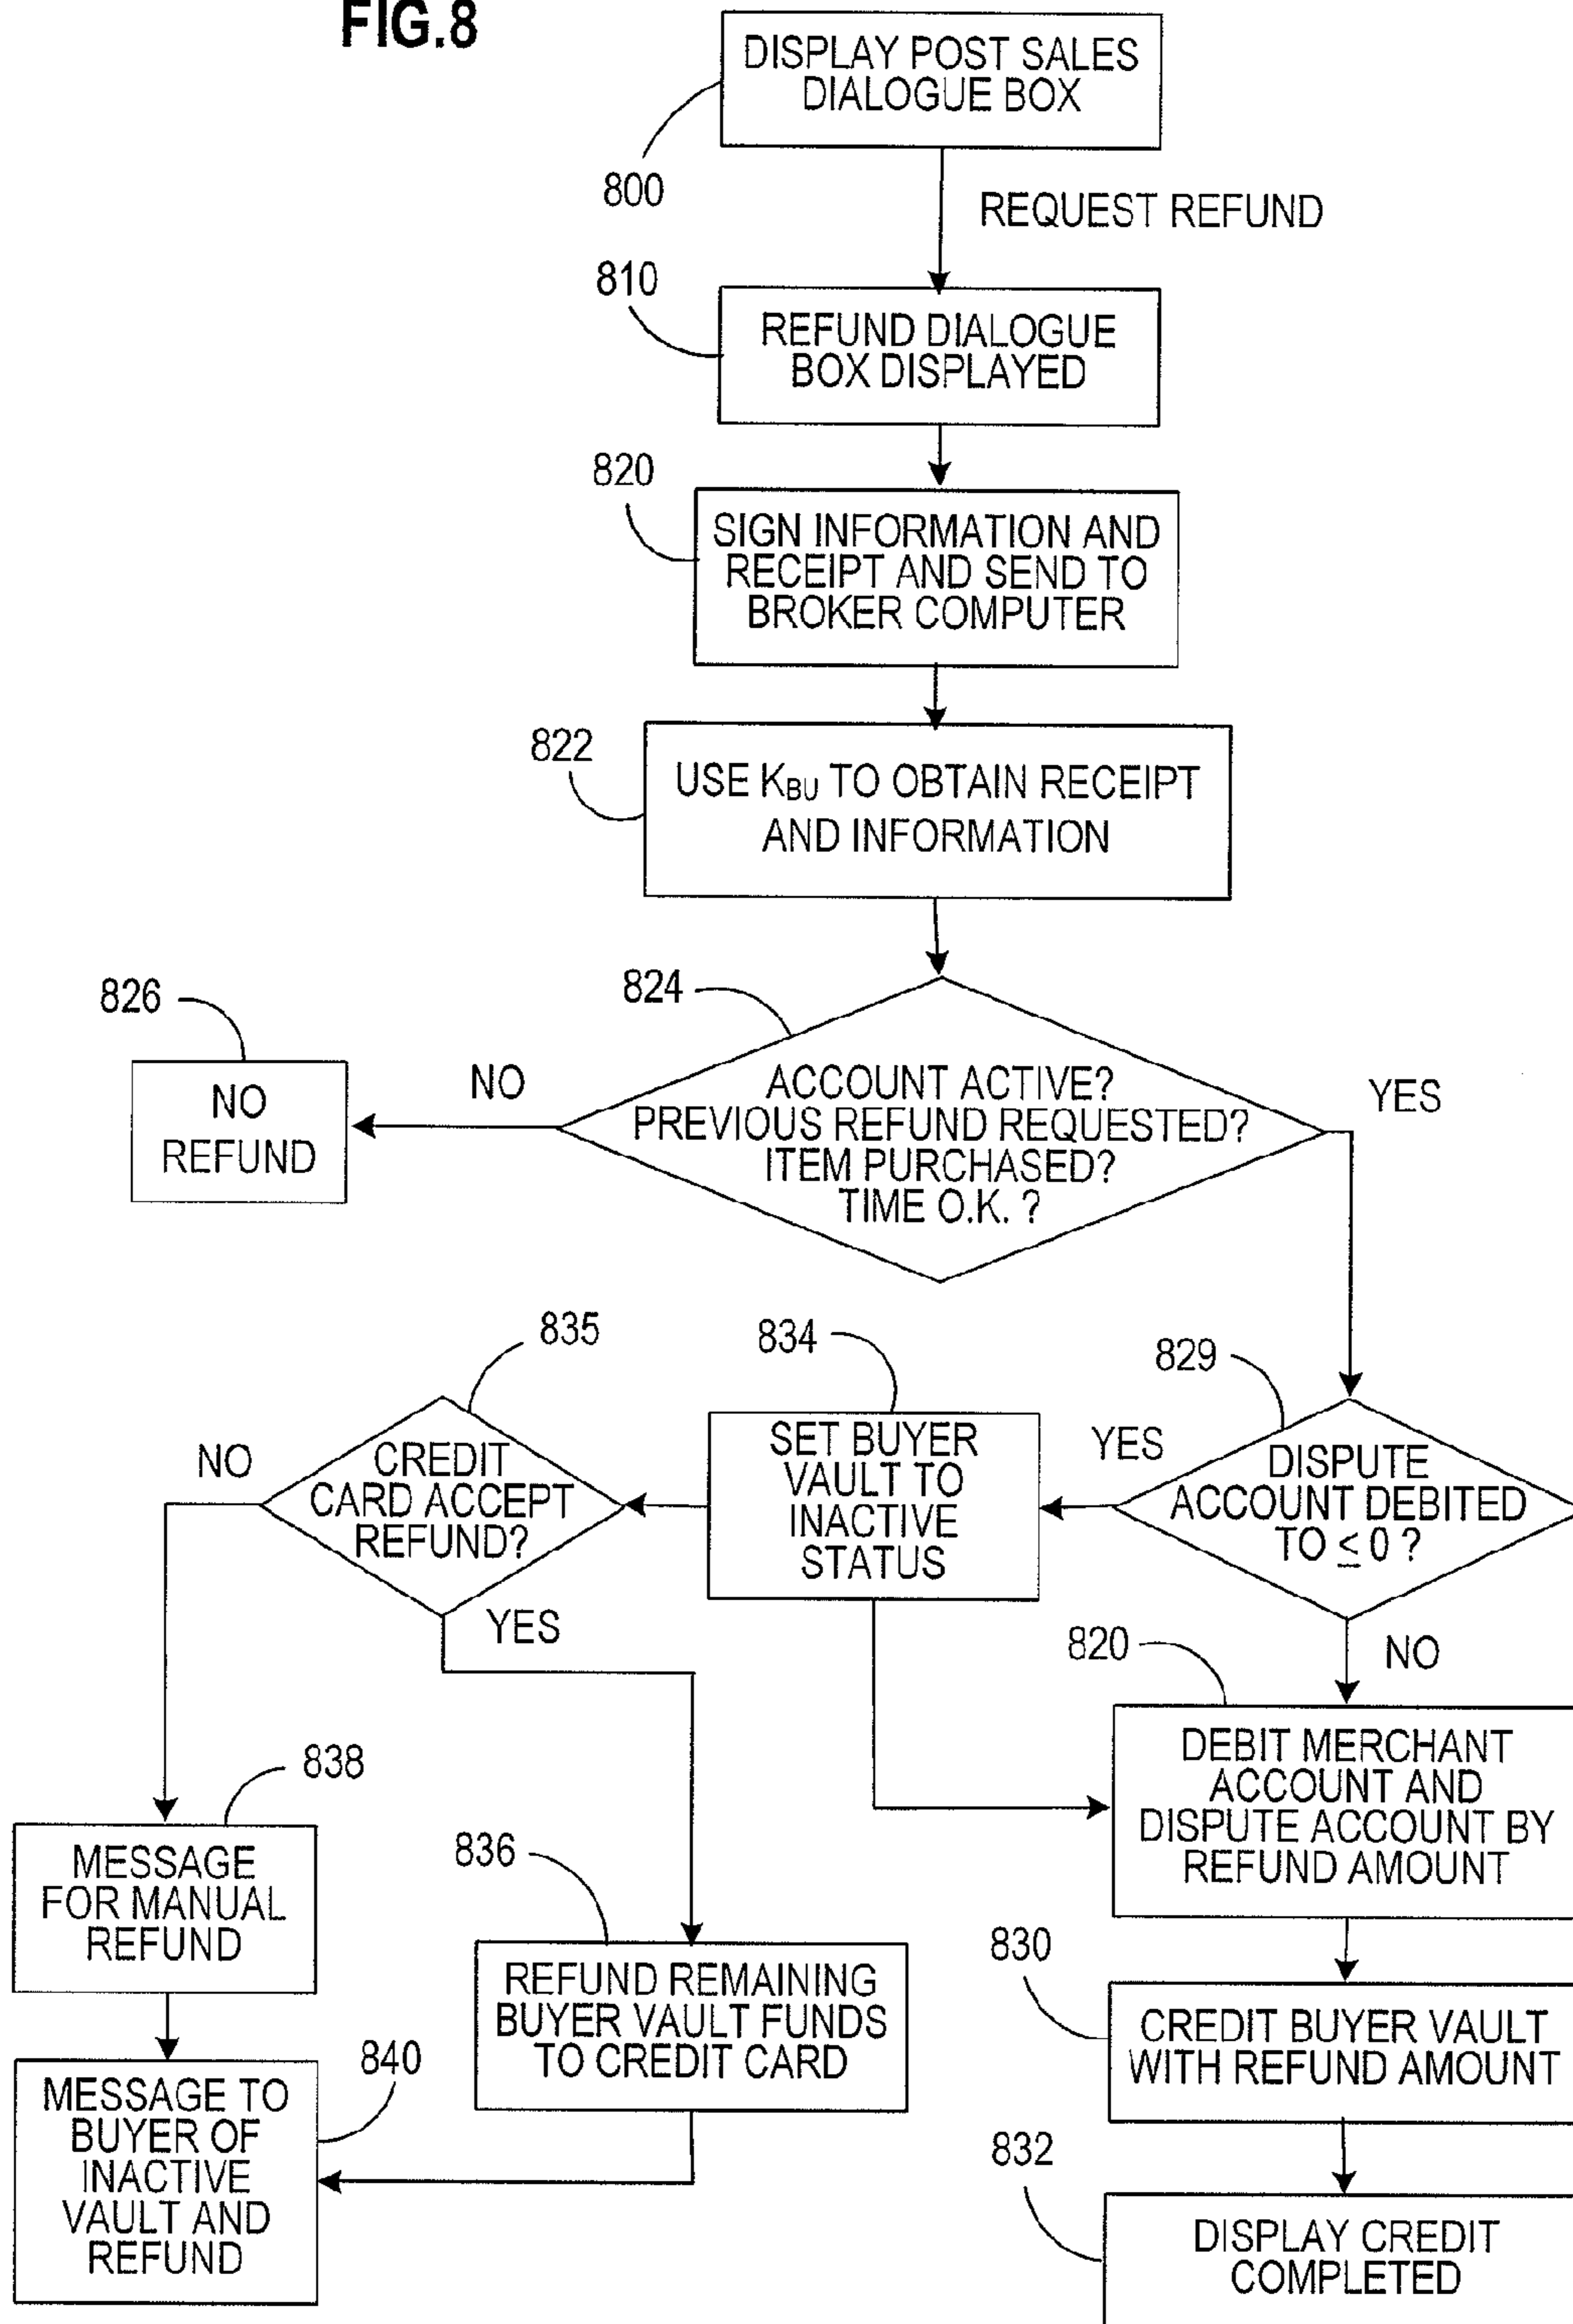 FIG.8
DISPLAY POST SALES
DIALOGUE BOX
800
REQUEST REFUND
810
REFUND DIALOGUE
BOX DISPLAYED
820
SIGN INFORMATION AND
RECEIPT AND SEND TO
BROKER COMPUTER
822
USE KBU TO OBTAIN RECEIPT
AND INFORMATION
824
826
NO
REFUND
NO
ACCOUNT ACTIVE?
PREVIOUS REFUND REQUESTED?
ITEM PURCHASED?
TIME O.K. ?
YES
835
NO
CREDIT
CARD ACCEPT
REFUND?
YES
834
SET BUYER
VAULT TO
INACTIVE
STATUS
829
YES
DISPUTE
ACCOUNT DEBITED
TO ≤ 0 ?
NO
820
DEBIT MERCHANT
ACCOUNT AND
DISPUTE ACCOUNT BY
REFUND AMOUNT
838
MESSAGE
FOR MANUAL
REFUND
836
REFUND REMAINING
BUYER VAULT FUNDS
TO CREDIT CARD
830
CREDIT BUYER VAULT
WITH REFUND AMOUNT
840
MESSAGE TO
BUYER OF
INACTIVE
VAULT AND
REFUND
832
DISPLAY CREDIT
COMPLETED